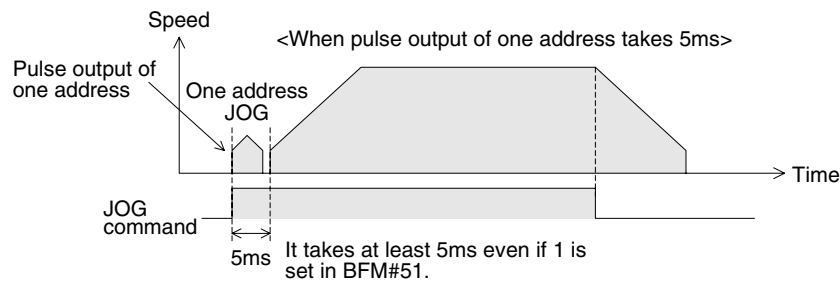 Speed
<When pulse output of one address takes 5ms>
Pulse output of
one address
One address
JOG
Time
JOG
command
5ms
It takes at least 5ms even if 1 is
set in BFM#51.